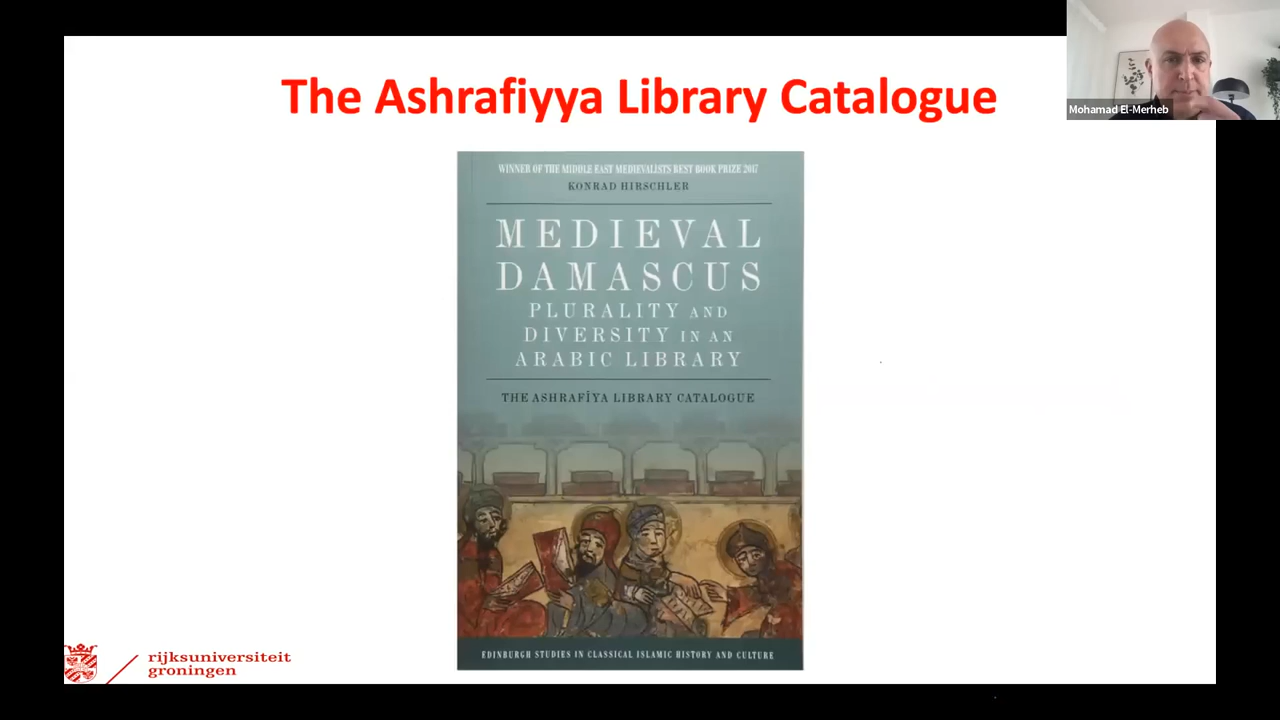 The Ashrafiyya Library Catalogue
Mohamad El-Merheb
WINNER OF THE MIDDLE EAST MEDIEVALISTS BEST BOOK PRIZE 2017
KONRAD HIRSCHLER
MEDIEVAL
DAMASCUS
PLURALITY AND
DIVERSITY IN AN
ARABIC LIBRARY
THE ASHRAFĪYA LIBRARY CATALOGUE
EDINBURGH STUDIES IN CLASSICAL ISLAMIC HISTORY AND CULTURE
rijksuniversiteit
groningen